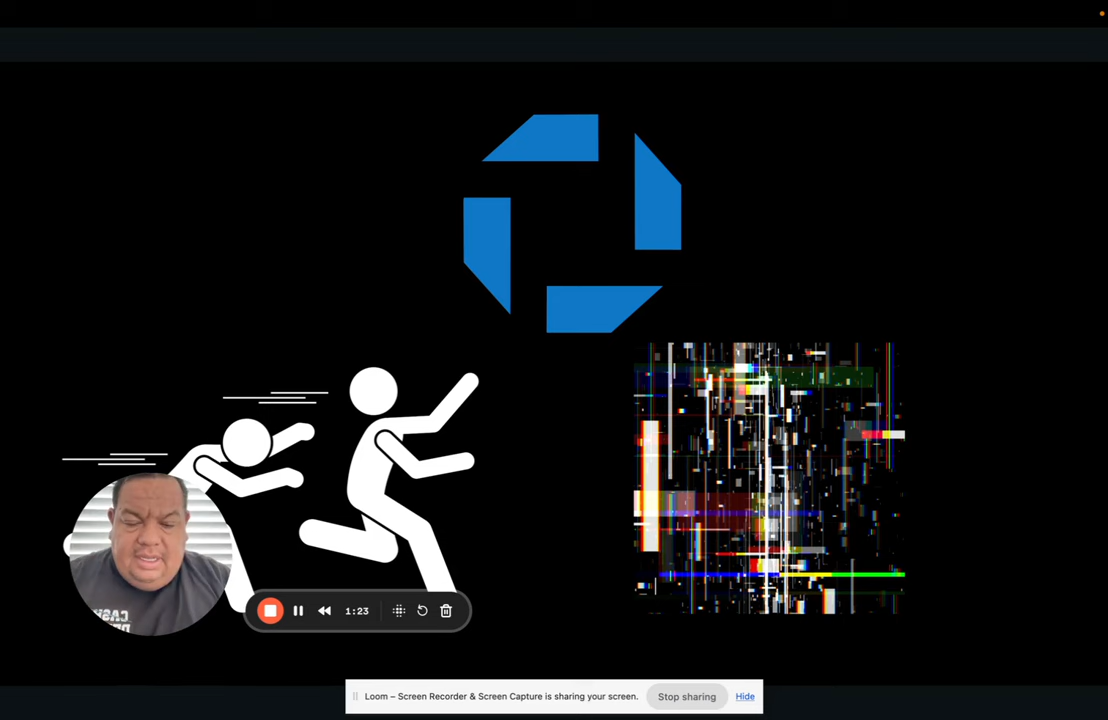 1:23
Loom – Screen Recorder & Screen Capture is sharing your screen.
Stop sharing
Hide